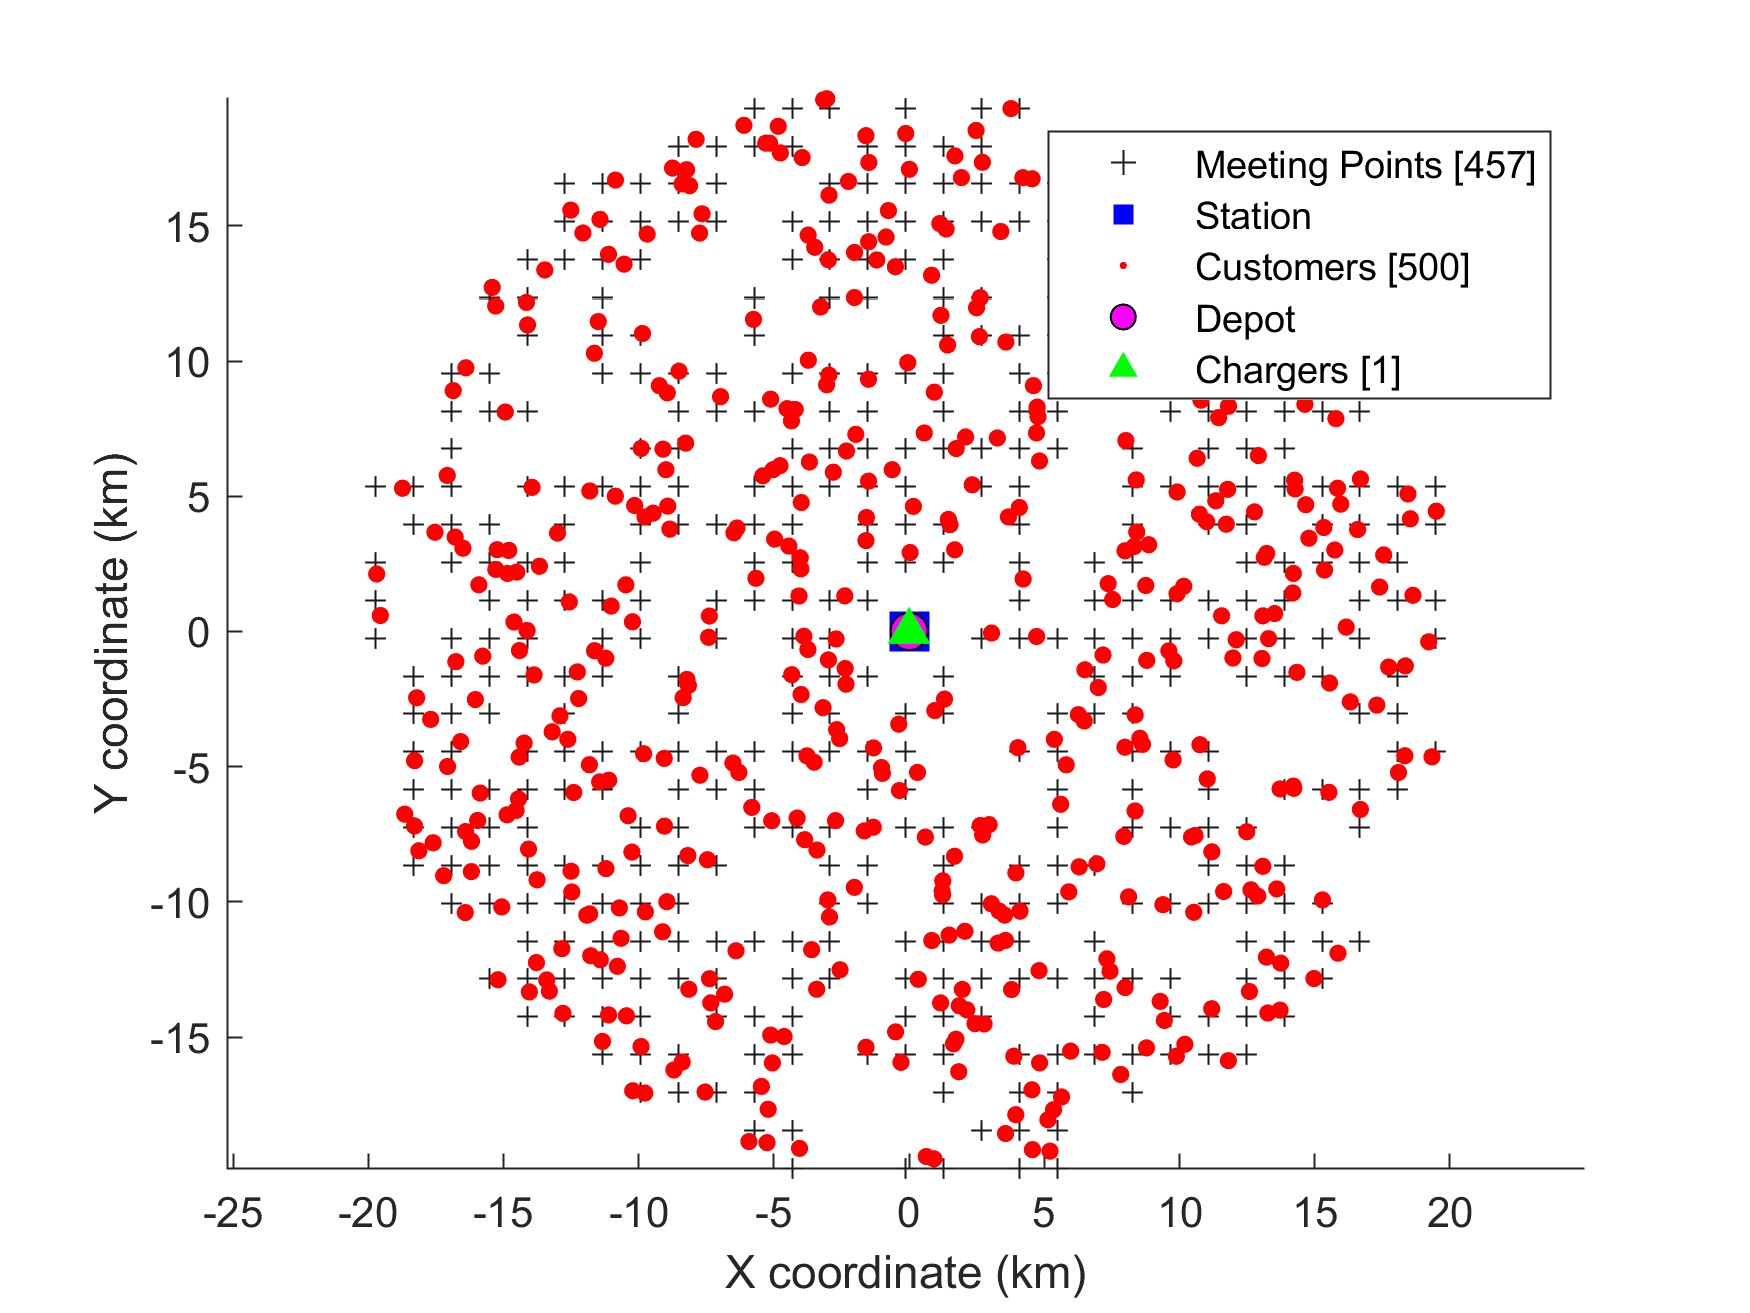 Meeting Points [457]
Station
Customers [500]
Depot
Chargers [1]
15
10
5
0
-5
-10
-15
Y coordinate (km)
-25 -20 -15 -10 -5 0 5 10 15 20
X coordinate (km)